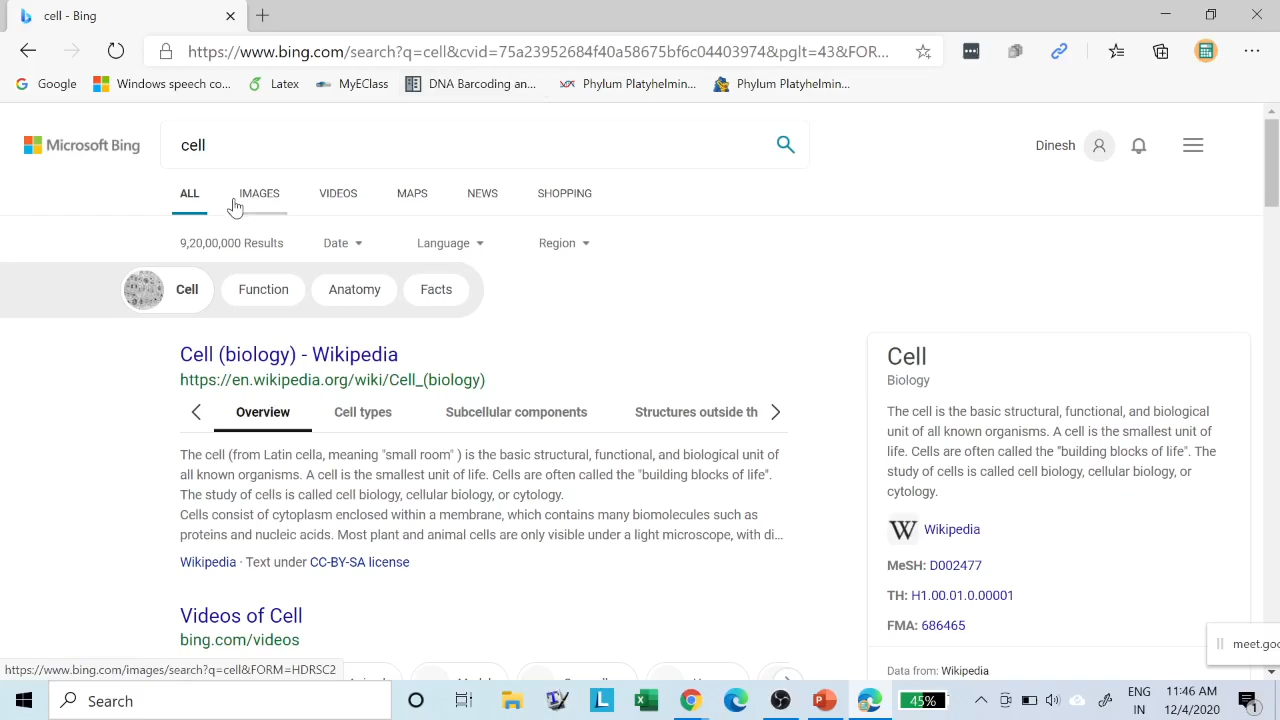 cell - Bing
https://www.bing.com/search?q=cell&cvid=75a23952684f40a58675bf6c04403974&pglt=43&FOR...
Google
Windows speech co...
Latex
MyEClass
DNA Barcoding an...
Phylum Platyhelmin...
Phylum Platyhelmin...
Microsoft Bing
cell
Dinesh
ALL
IMAGES
VIDEOS
MAPS
NEWS
SHOPPING
9,20,00,000 Results
Date
Language
Region
Cell
Function
Anatomy
Facts
Cell (biology) - Wikipedia
https://en.wikipedia.org/wiki/Cell_(biology)
Overview
Cell types
Subcellular components
Structures outside th
The cell (from Latin cella, meaning "small room" ) is the basic structural, functional, and biological unit of
all known organisms. A cell is the smallest unit of life. Cells are often called the "building blocks of life".
The study of cells is called cell biology, cellular biology, or cytology.
Cells consist of cytoplasm enclosed within a membrane, which contains many biomolecules such as
proteins and nucleic acids. Most plant and animal cells are only visible under a light microscope, with di...
Wikipedia · Text under CC-BY-SA license
Videos of Cell
bing.com/videos
Cell
Biology
The cell is the basic structural, functional, and biological
unit of all known organisms. A cell is the smallest unit of
life. Cells are often called the "building blocks of life". The
study of cells is called cell biology, cellular biology, or
cytology.
W Wikipedia
MeSH: D002477
TH: H1.00.01.0.00001
FMA: 686465
Data from: Wikipedia
meet.goo
https://www.bing.com/images/search?q=cell&FORM=HDRSC2
Search
45%
ENG
IN
11:46 AM
12/4/2020
1